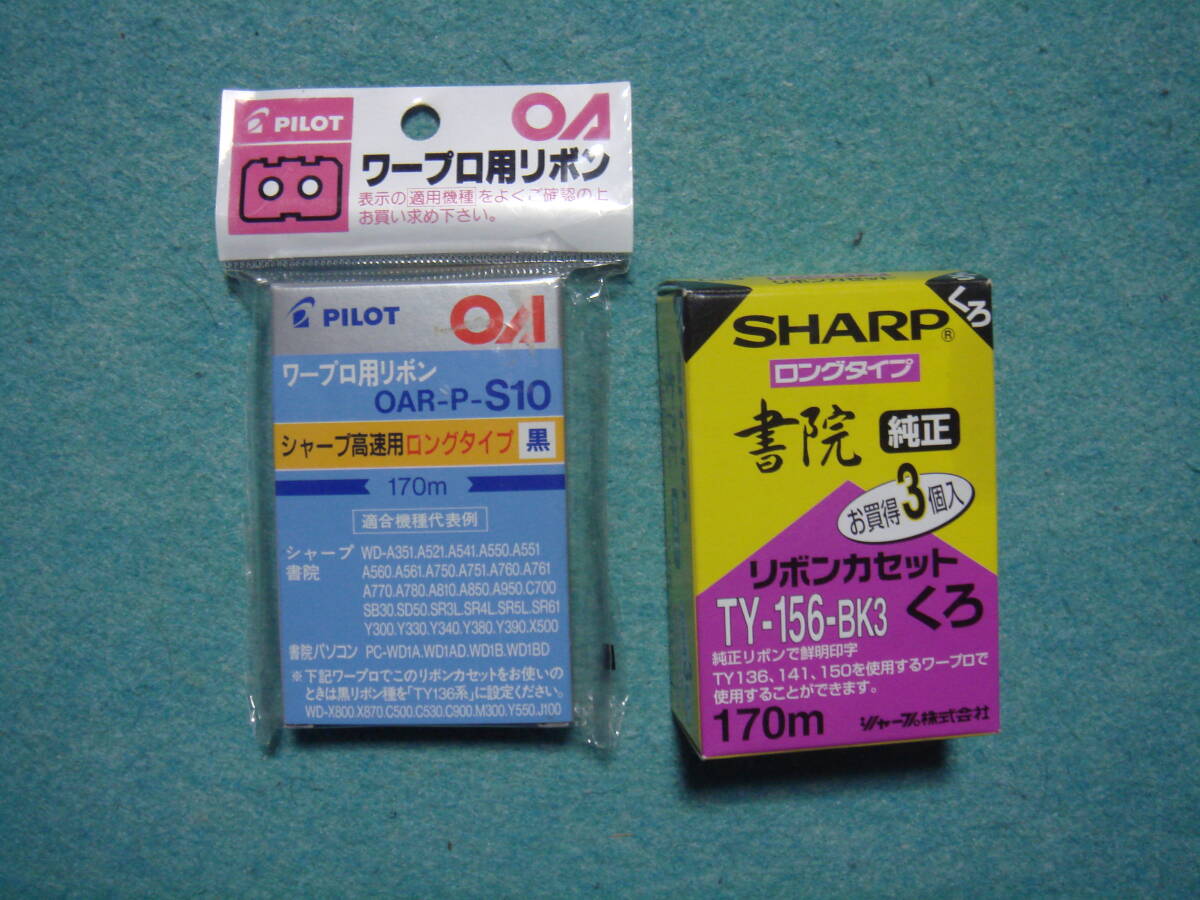 PILOT
OA
ワープロ用リボン
表示の適用機種をよくご確認の上
お買い求め下さい。
PILOT
OA
ワープロ用リボン
OAR-P-S10
シャープ高速用ロングタイプ 黒
170m
適合機種代表例
シャープ 書院
WD-A351.A521.A541.A550.A551
A560.A561.A750.A751.A760.A761
A770.A780.A810.A850.A950.C700
SB30.SD50.SR3L.SR4L.SR5L.SR61
Y300.Y330.Y340.Y380.Y390.X500
書院パソコン PC-WD1A.WD1AD.WD1B.WD1BD
※下記ワープロでこのリボンカセットをお使いの
ときは黒リボン種を「TY136系」に設定ください。
WD-X800.X870.C500.C530.C900.M300.Y550.J100
リボンカセット
くろ
SHARP®
ロングタイプ
書院 純正
お買得3個入
リボンカセット
TY-156-BK3 くろ
純正リボンで鮮明印字
TY136、141、150を使用するワープロで
使用することができます。
170m シャープ株式会社